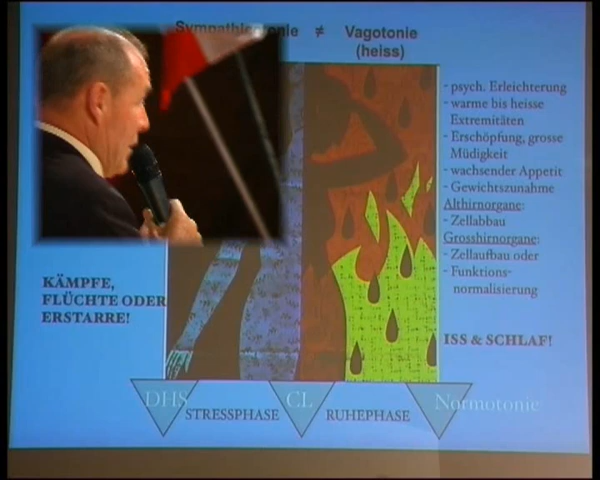 ≠ Vagotonie
(heiss)
- psych. Erleichterung
- warme bis heisse
Extremitäten
- Erschöpfung, grosse
Müdigkeit
- wachsender Appetit
- Gewichtszunahme
Althirnorgane:
- Zellabbau
Grosshirnorgane:
- Zellaufbau oder
- Funktions-
normalisierung
KÄMPFE,
FLÜCHTE ODER
ERSTARRE!
ISS & SCHLAF!
DHS STRESSPHASE CL RUHEPHASE Normotonie